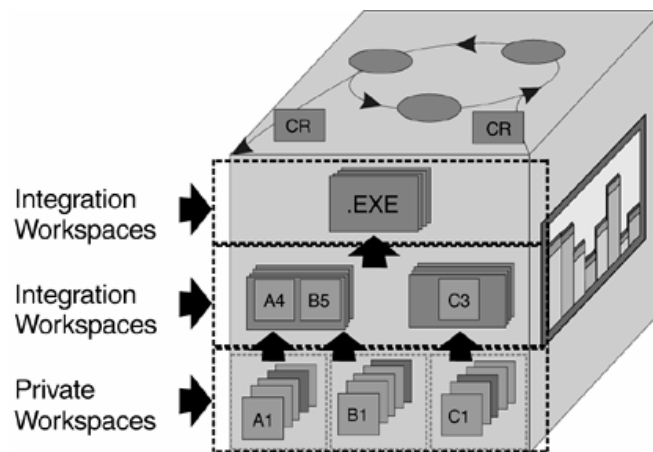 CR
CR
Integration
Workspaces
.EXE
Integration
Workspaces
A4
B5
C3
Private
Workspaces
A1
B1
C1